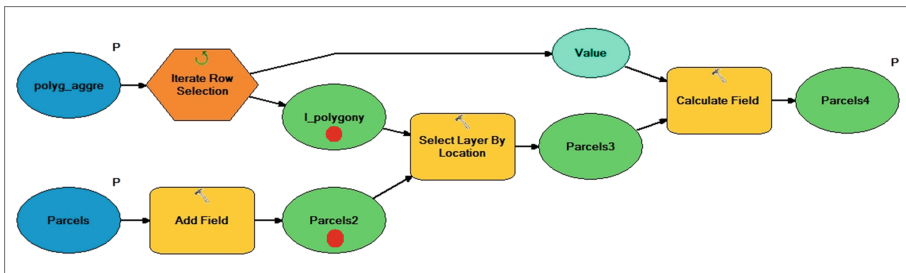 P
polyg_aggre
Iterate Row
Selection
Value
P
Calculate Field
Parcels4
I_polygony
Select Layer By
Location
Parcels3
P
Parcels
Add Field
Parcels2